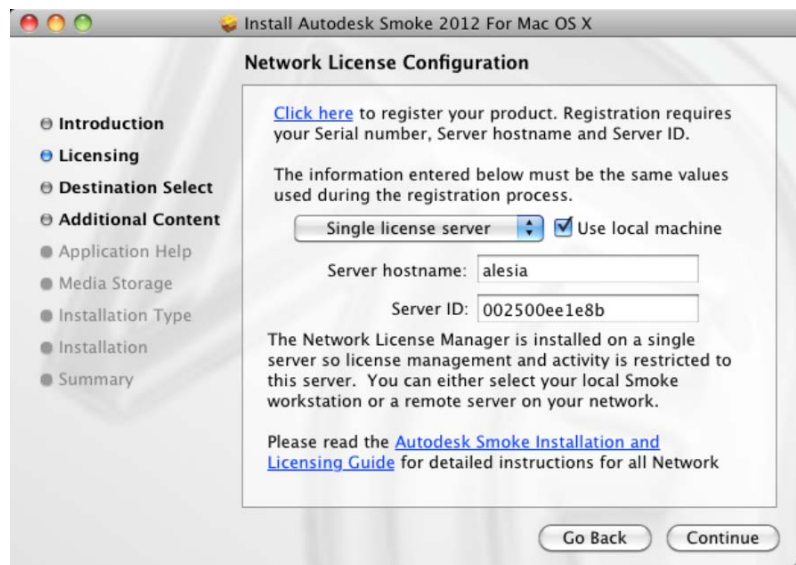 Install Autodesk Smoke 2012 For Mac OS X
Network License Configuration
Introduction
Licensing
Destination Select
Additional Content
Application Help
Media Storage
Installation Type
Installation
Summary
Click here to register your product. Registration requires
your Serial number, Server hostname and Server ID.
The information entered below must be the same values
used during the registration process.
Single license server
Use local machine
Server hostname: alesia
Server ID: 002500ee1e8b
The Network License Manager is installed on a single
server so license management and activity is restricted to
this server. You can either select your local Smoke
workstation or a remote server on your network.
Please read the Autodesk Smoke Installation and
Licensing Guide for detailed instructions for all Network
Go Back
Continue